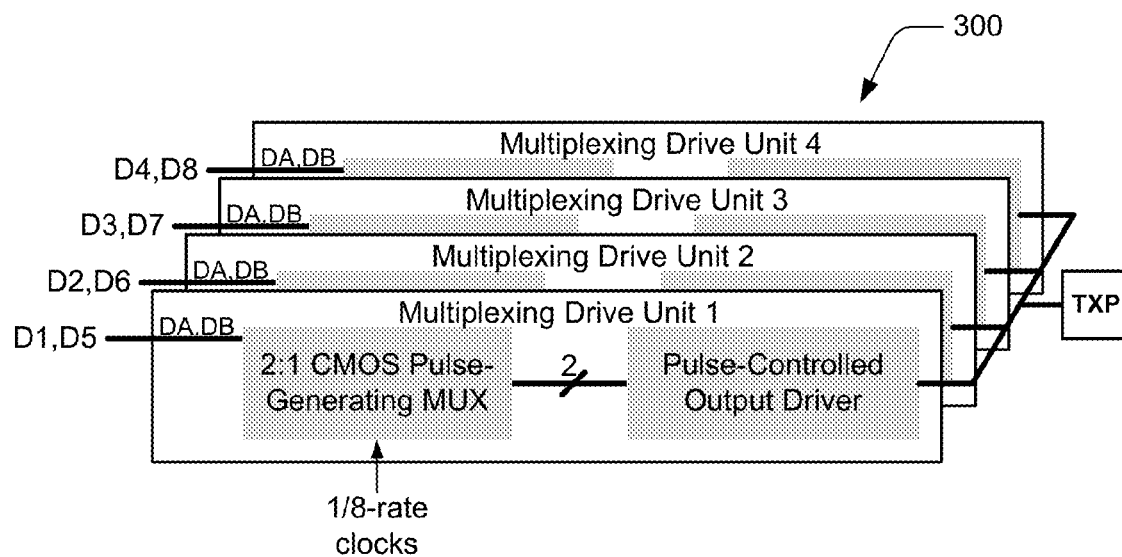 300
Multiplexing Drive Unit 4
D4,D8
DA,DB
Multiplexing Drive Unit 3
D3,D7
DA.DB
Multiplexing Drive Unit 2
D2,D6
DA.DB
TXP
Multiplexing Drive Unit 1
D1,D5
DA.DB
2:1 CMOS Pulse-
Generating MUX
2
Pulse-Controlled
Output Driver
1/8-rate
clocks